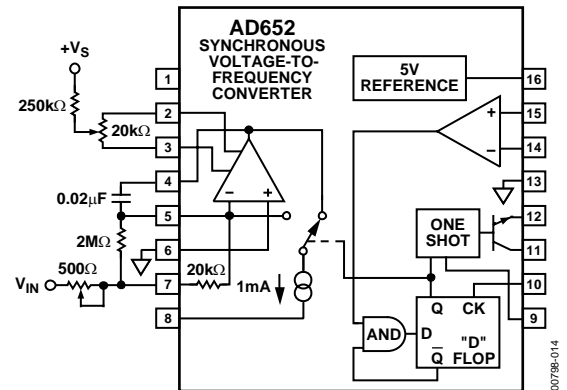 AD652
SYNCHRONOUS
VOLTAGE-TO-
FREQUENCY
CONVERTER
5V
REFERENCE
+VS
250kΩ
20kΩ
0.02μF
2MΩ
500Ω
VIN
1
2
3
4
5
6
7
8
16
15
14
13
12
11
10
9
+
–
–
+
20kΩ
1mA
ONE
SHOT
AND
Q CK
D "D"
Q FLOP
00798-014